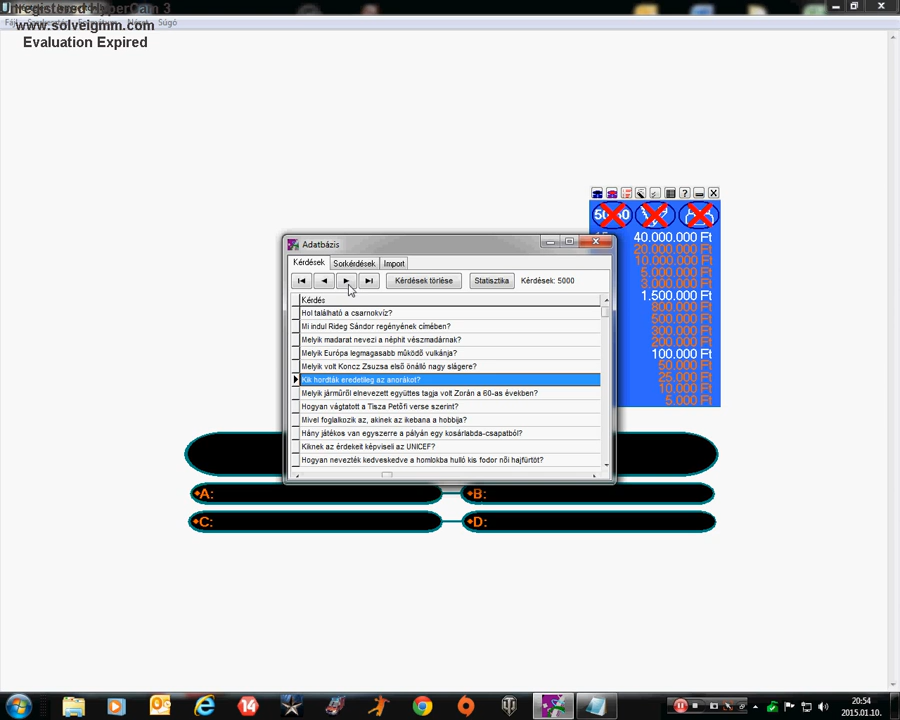 Unregistered HyperCam 3
Fájl
Súgó
www.solveigmm.com
Evaluation Expired
50:50
15
40.000.000 Ft
20.000.000 Ft
10.000.000 Ft
5.000.000 Ft
3.000.000 Ft
1.500.000 Ft
800.000 Ft
500.000 Ft
300.000 Ft
200.000 Ft
100.000 Ft
50.000 Ft
25.000 Ft
10.000 Ft
5.000 Ft
Adatbázis
Kérdések Sorkérdések Import
Kérdések törlése Statisztika Kérdések: 5000
Kérdés
Hol található a csarnokvíz?
Mi indul Rideg Sándor regényének címében?
Melyik madarat nevezi a néphit vészmadárnak?
Melyik Európa legmagasabb működő vulkánja?
Melyik volt Koncz Zsuzsa első önálló nagy slágere?
Kik hordták eredetileg az anorákot?
Melyik járműről elnevezett együttes tagja volt Zorán a 60-as években?
Hogyan vágtatott a Tisza Petőfi verse szerint?
Mivel foglalkozik az, akinek az ikebana a hobbija?
Hány játékos van egyszerre a pályán egy kosárlabda-csapatból?
Kiknek az érdekeit képviseli az UNICEF?
Hogyan nevezték kedveskedve a homlokba hulló kis fodor női hajfürtöt?
A: B:
C: D:
14
20:54
2015.01.10.